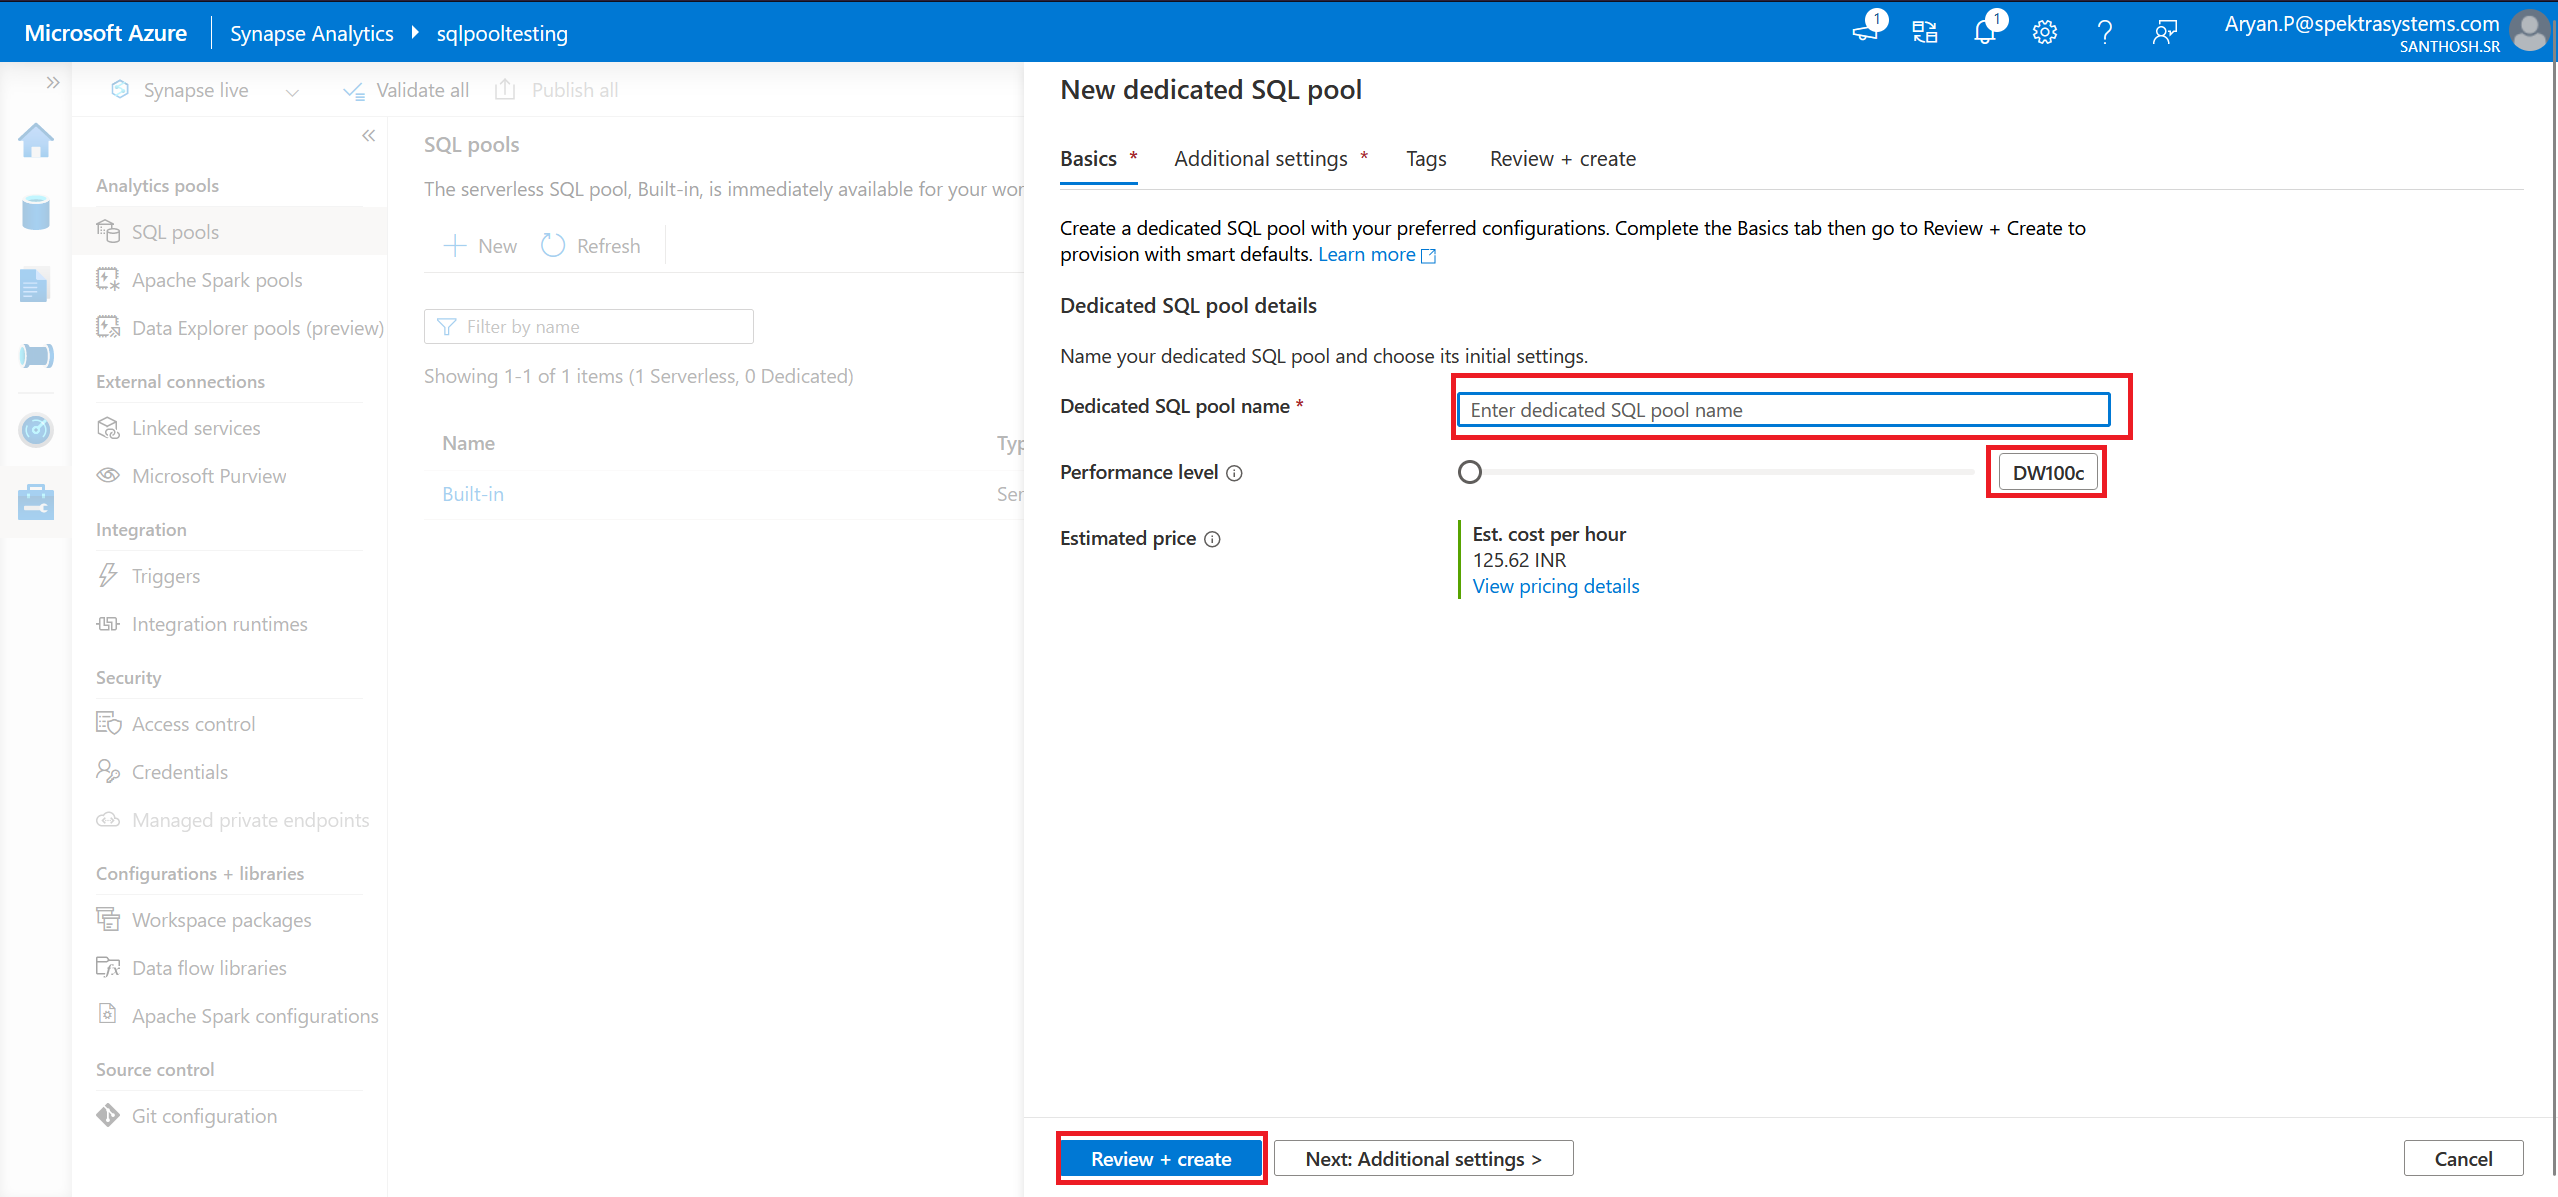 Microsoft Azure
Synapse Analytics
sqlpooltesting
1
1
Aryan.P@spektrasystems.com
SANTHOSH.SR
Synapse live
Validate all
Publish all
Analytics pools
SQL pools
Apache Spark pools
Data Explorer pools (preview)
External connections
Linked services
Microsoft Purview
Integration
Triggers
Integration runtimes
Security
Access control
Credentials
Managed private endpoints
Configurations + libraries
Workspace packages
Data flow libraries
Apache Spark configurations
Source control
Git configuration
SQL pools
The serverless SQL pool, Built-in, is immediately available for your wor
New
Refresh
Filter by name
Showing 1-1 of 1 items (1 Serverless, 0 Dedicated)
Name
Typ
Built-in
Ser
New dedicated SQL pool
Basics *
Additional settings *
Tags
Review + create
Create a dedicated SQL pool with your preferred configurations. Complete the Basics tab then go to Review + Create to
provision with smart defaults. Learn more
Dedicated SQL pool details
Name your dedicated SQL pool and choose its initial settings.
Dedicated SQL pool name *
Enter dedicated SQL pool name
Performance level
DW100c
Estimated price
Est. cost per hour
125.62 INR
View pricing details
Review + create
Next: Additional settings >
Cancel